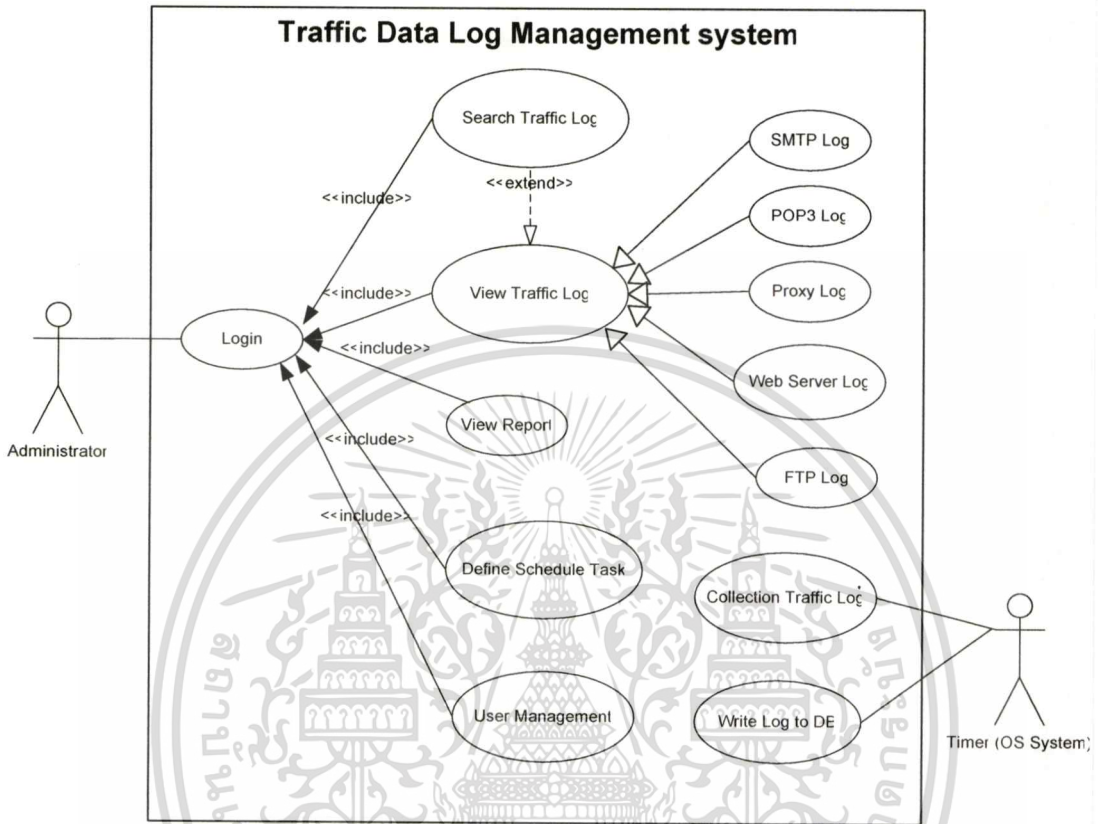 Traffic Data Log Management system
Search Traffic Log
<<extend>>
<<include>>
SMTP Log
POP3 Log
<<include>>
View Traffic Log
Proxy Log
Login
<<include>>
Web Server Log
View Report
Administrator
<<include>>
FTP Log
<<include>>
Define Schedule Task
Collection Traffic Log
User Management
Write Log to DE
Timer (OS System)